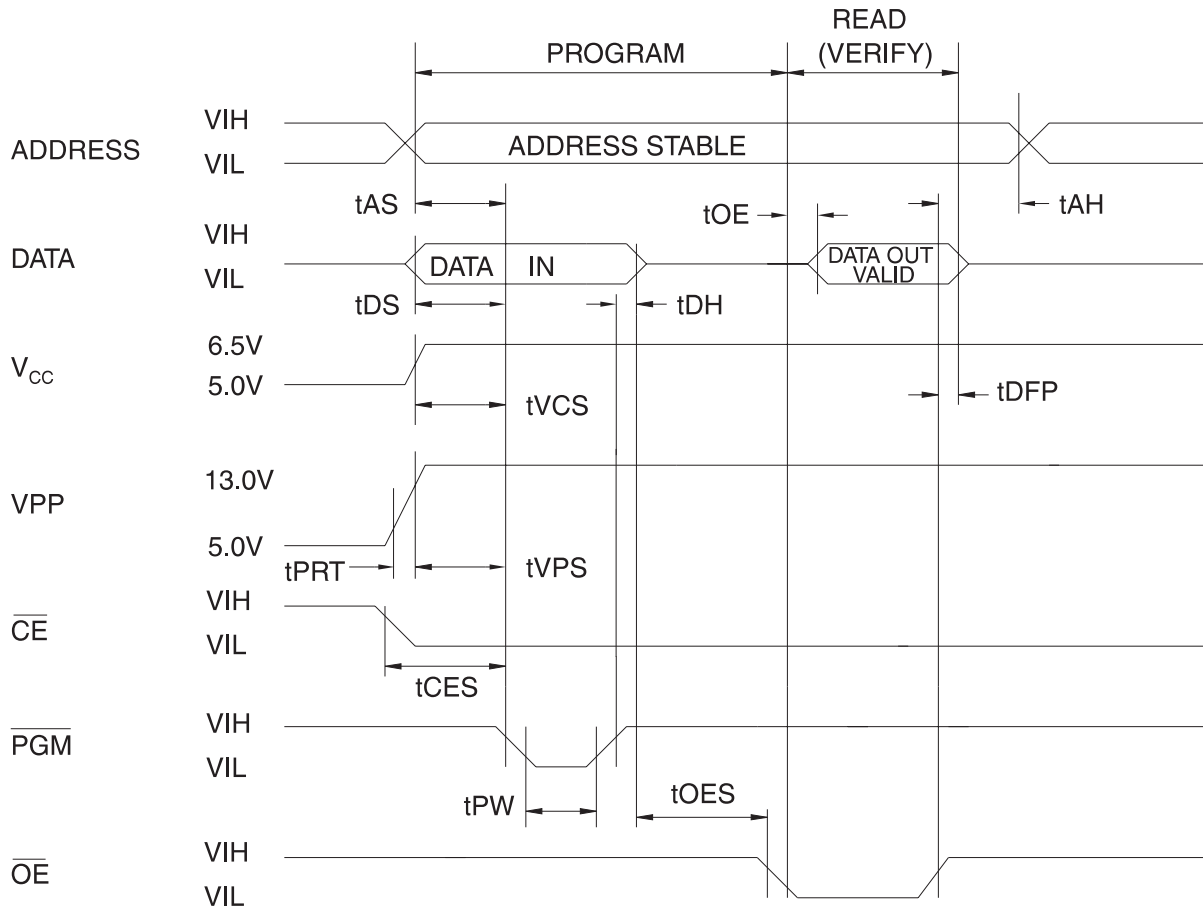 READ
PROGRAM (VERIFY)
ADDRESS VIH
VIL
ADDRESS STABLE
tAS tOE tAH
DATA VIH
VIL
DATA IN
DATA OUT
VALID
tDS tDH
VCC 6.5V
5.0V
tVCS tDFP
VPP 13.0V
5.0V
tPRT tVPS
CE VIH
VIL
tCES
PGM VIH
VIL
tPW tOES
OE VIH
VIL